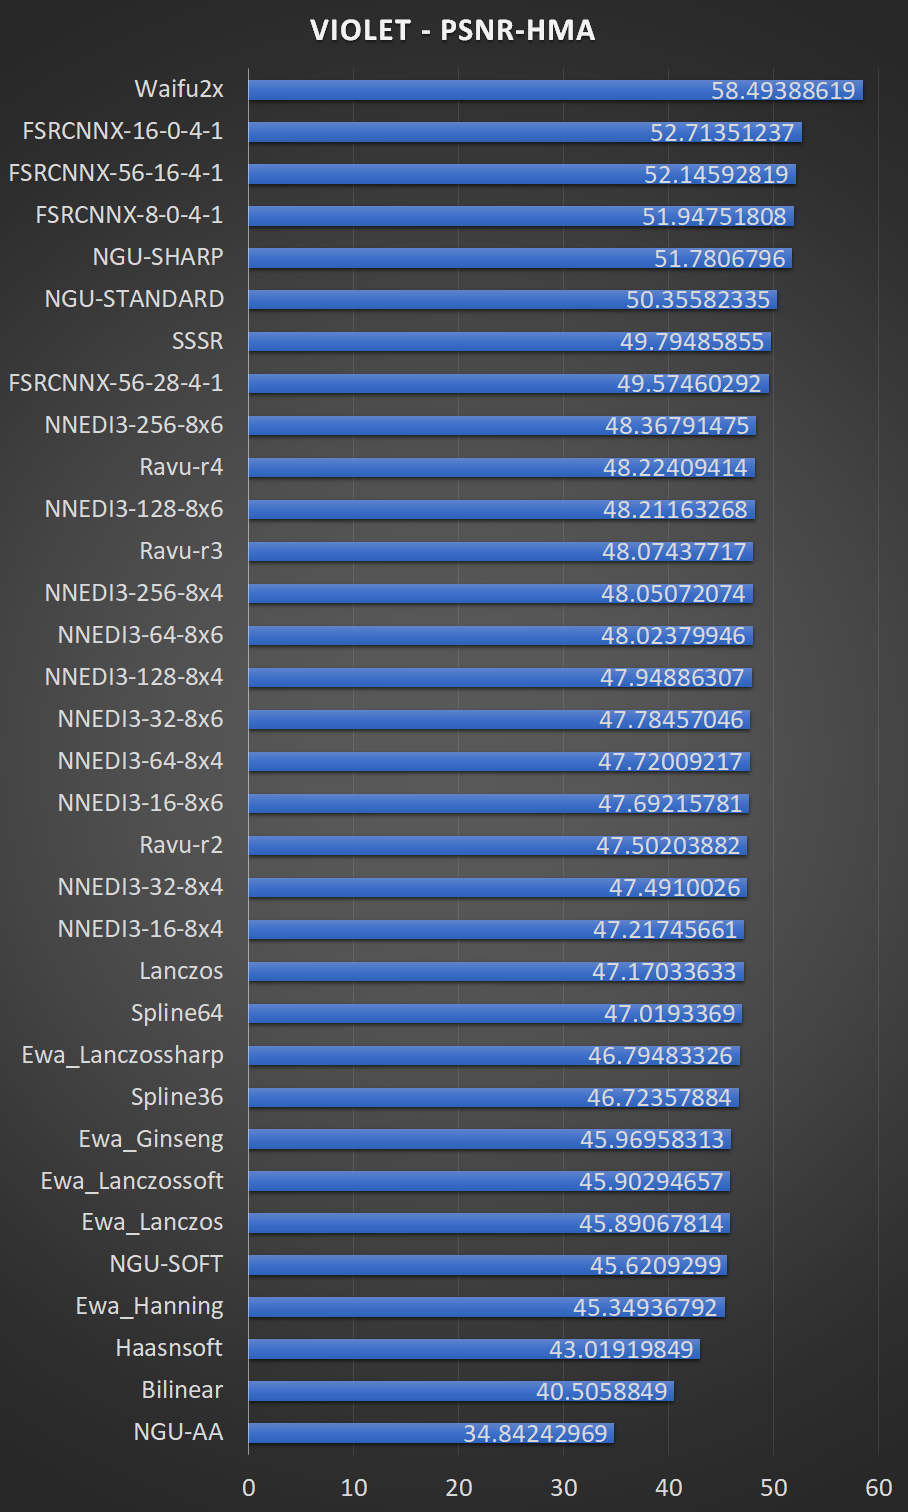 VIOLET - PSNR-HMA
Waifu2x 58.49388619
FSRCNNX-16-0-4-1 52.71351237
FSRCNNX-56-16-4-1 52.14592819
FSRCNNX-8-0-4-1 51.94751808
NGU-SHARP 51.7806796
NGU-STANDARD 50.35582335
SSSR 49.79485855
FSRCNNX-56-28-4-1 49.57460292
NNEDI3-256-8x6 48.36791475
Ravu-r4 48.22409414
NNEDI3-128-8x6 48.21163268
Ravu-r3 48.07437717
NNEDI3-256-8x4 48.05072074
NNEDI3-64-8x6 48.02379946
NNEDI3-128-8x4 47.94886307
NNEDI3-32-8x6 47.78457046
NNEDI3-64-8x4 47.72009217
NNEDI3-16-8x6 47.69215781
Ravu-r2 47.50203882
NNEDI3-32-8x4 47.4910026
NNEDI3-16-8x4 47.21745661
Lanczos 47.17033633
Spline64 47.0193369
Ewa_Lanczossharp 46.79483326
Spline36 46.72357884
Ewa_Ginseng 45.96958313
Ewa_Lanczossoft 45.90294657
Ewa_Lanczos 45.89067814
NGU-SOFT 45.6209299
Ewa_Hanning 45.34936792
Haasnsoft 43.01919849
Bilinear 40.5058849
NGU-AA 34.84242969
0 10 20 30 40 50 60